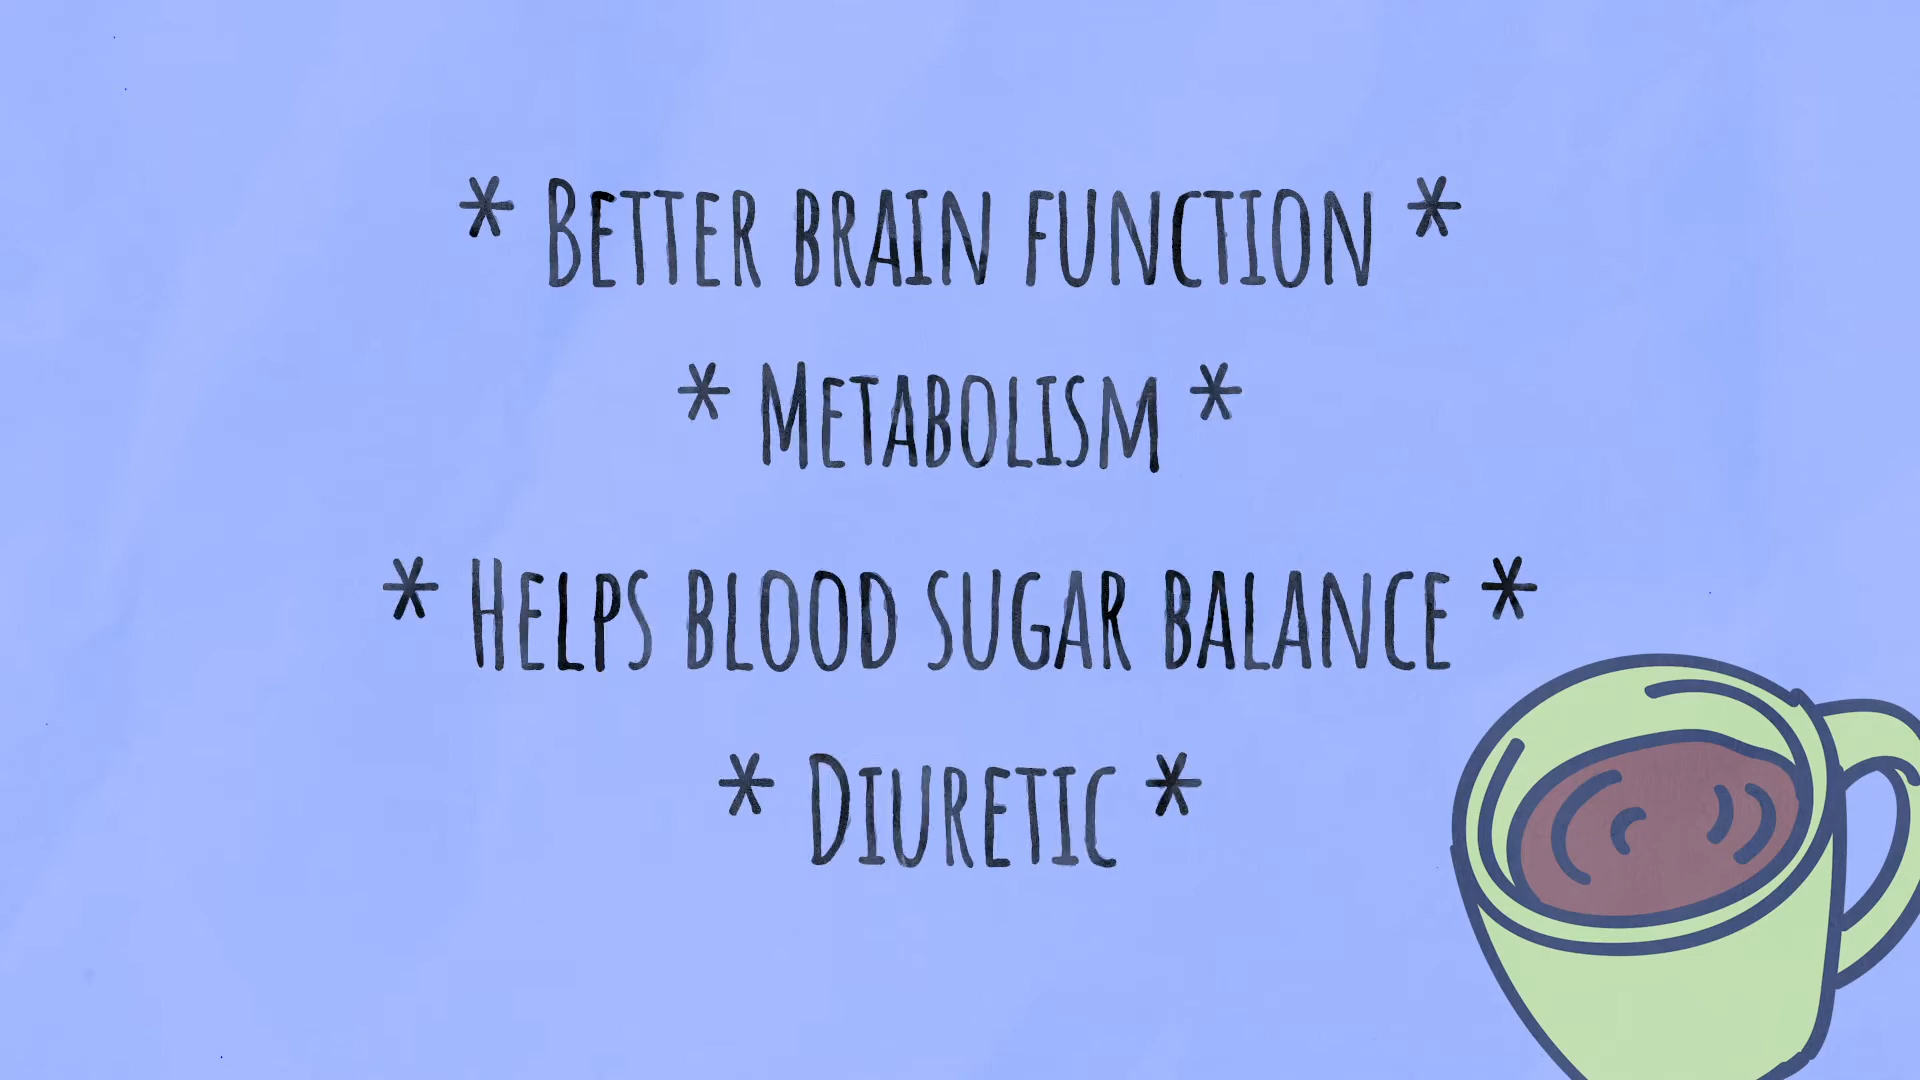 * Better brain function *
* Metabolism *
* Helps blood sugar balance *
* Diuretic *